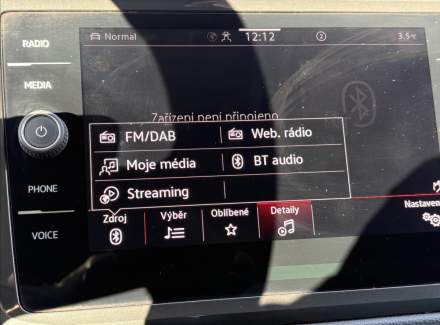 RADIO
MEDIA
PHONE
VOICE
Normal
12:12
3.5°C
Zařízení není připojeno
FM/DAB
Web. rádio
Moje média
BT audio
Streaming
Zdroj
Výběr
Oblíbené
Detaily